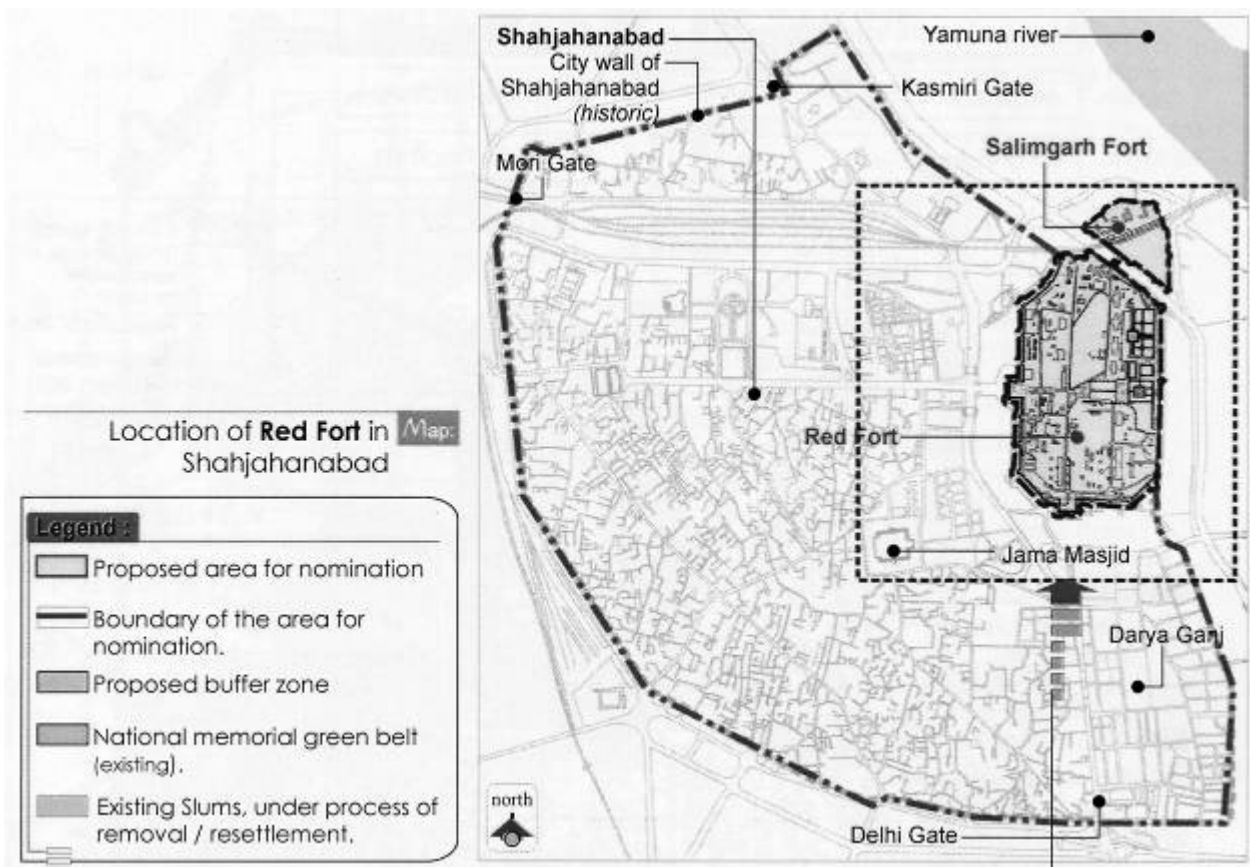 Shahjahanabad
City wall of
Shahjahanabad
(historic)
Yamuna river
Kasmiri Gate
Salimgarh Fort
Mori Gate
Location of Red Fort in Map:
Shahjahanabad
Red Fort
Jama Masjid
Darya Ganj
Delhi Gate
north
Legend :
Proposed area for nomination
Boundary of the area for
nomination.
Proposed buffer zone
National memorial green belt
(existing).
Existing Slums, under process of
removal / resettlement.